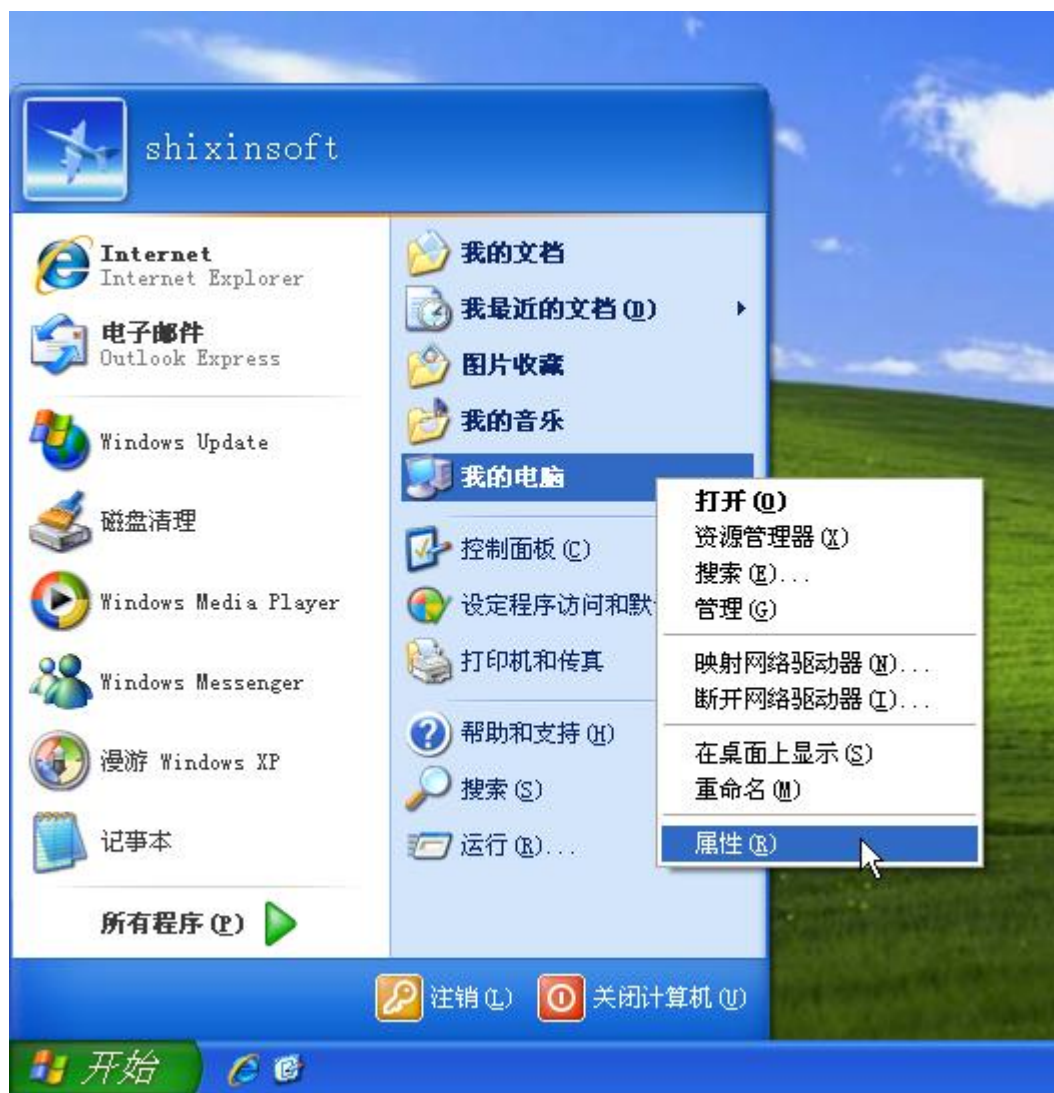 shixinsoft
Internet
Internet Explorer
电子邮件
Outlook Express
Windows Update
磁盘清理
Windows Media Player
Windows Messenger
漫游 Windows XP
记事本
所有程序(P)
我的文档
我最近的文档(D)
图片收藏
我的音乐
我的电脑
控制面板(C)
设定程序访问和默
打印机和传真
帮助和支持(H)
搜索(S)
运行(R)...
打开(O)
资源管理器(X)
搜索(E)...
管理(G)
映射网络驱动器(N)...
断开网络驱动器(I)...
在桌面上显示(S)
重命名(M)
属性(R)
注销(L)
关闭计算机(U)
开始